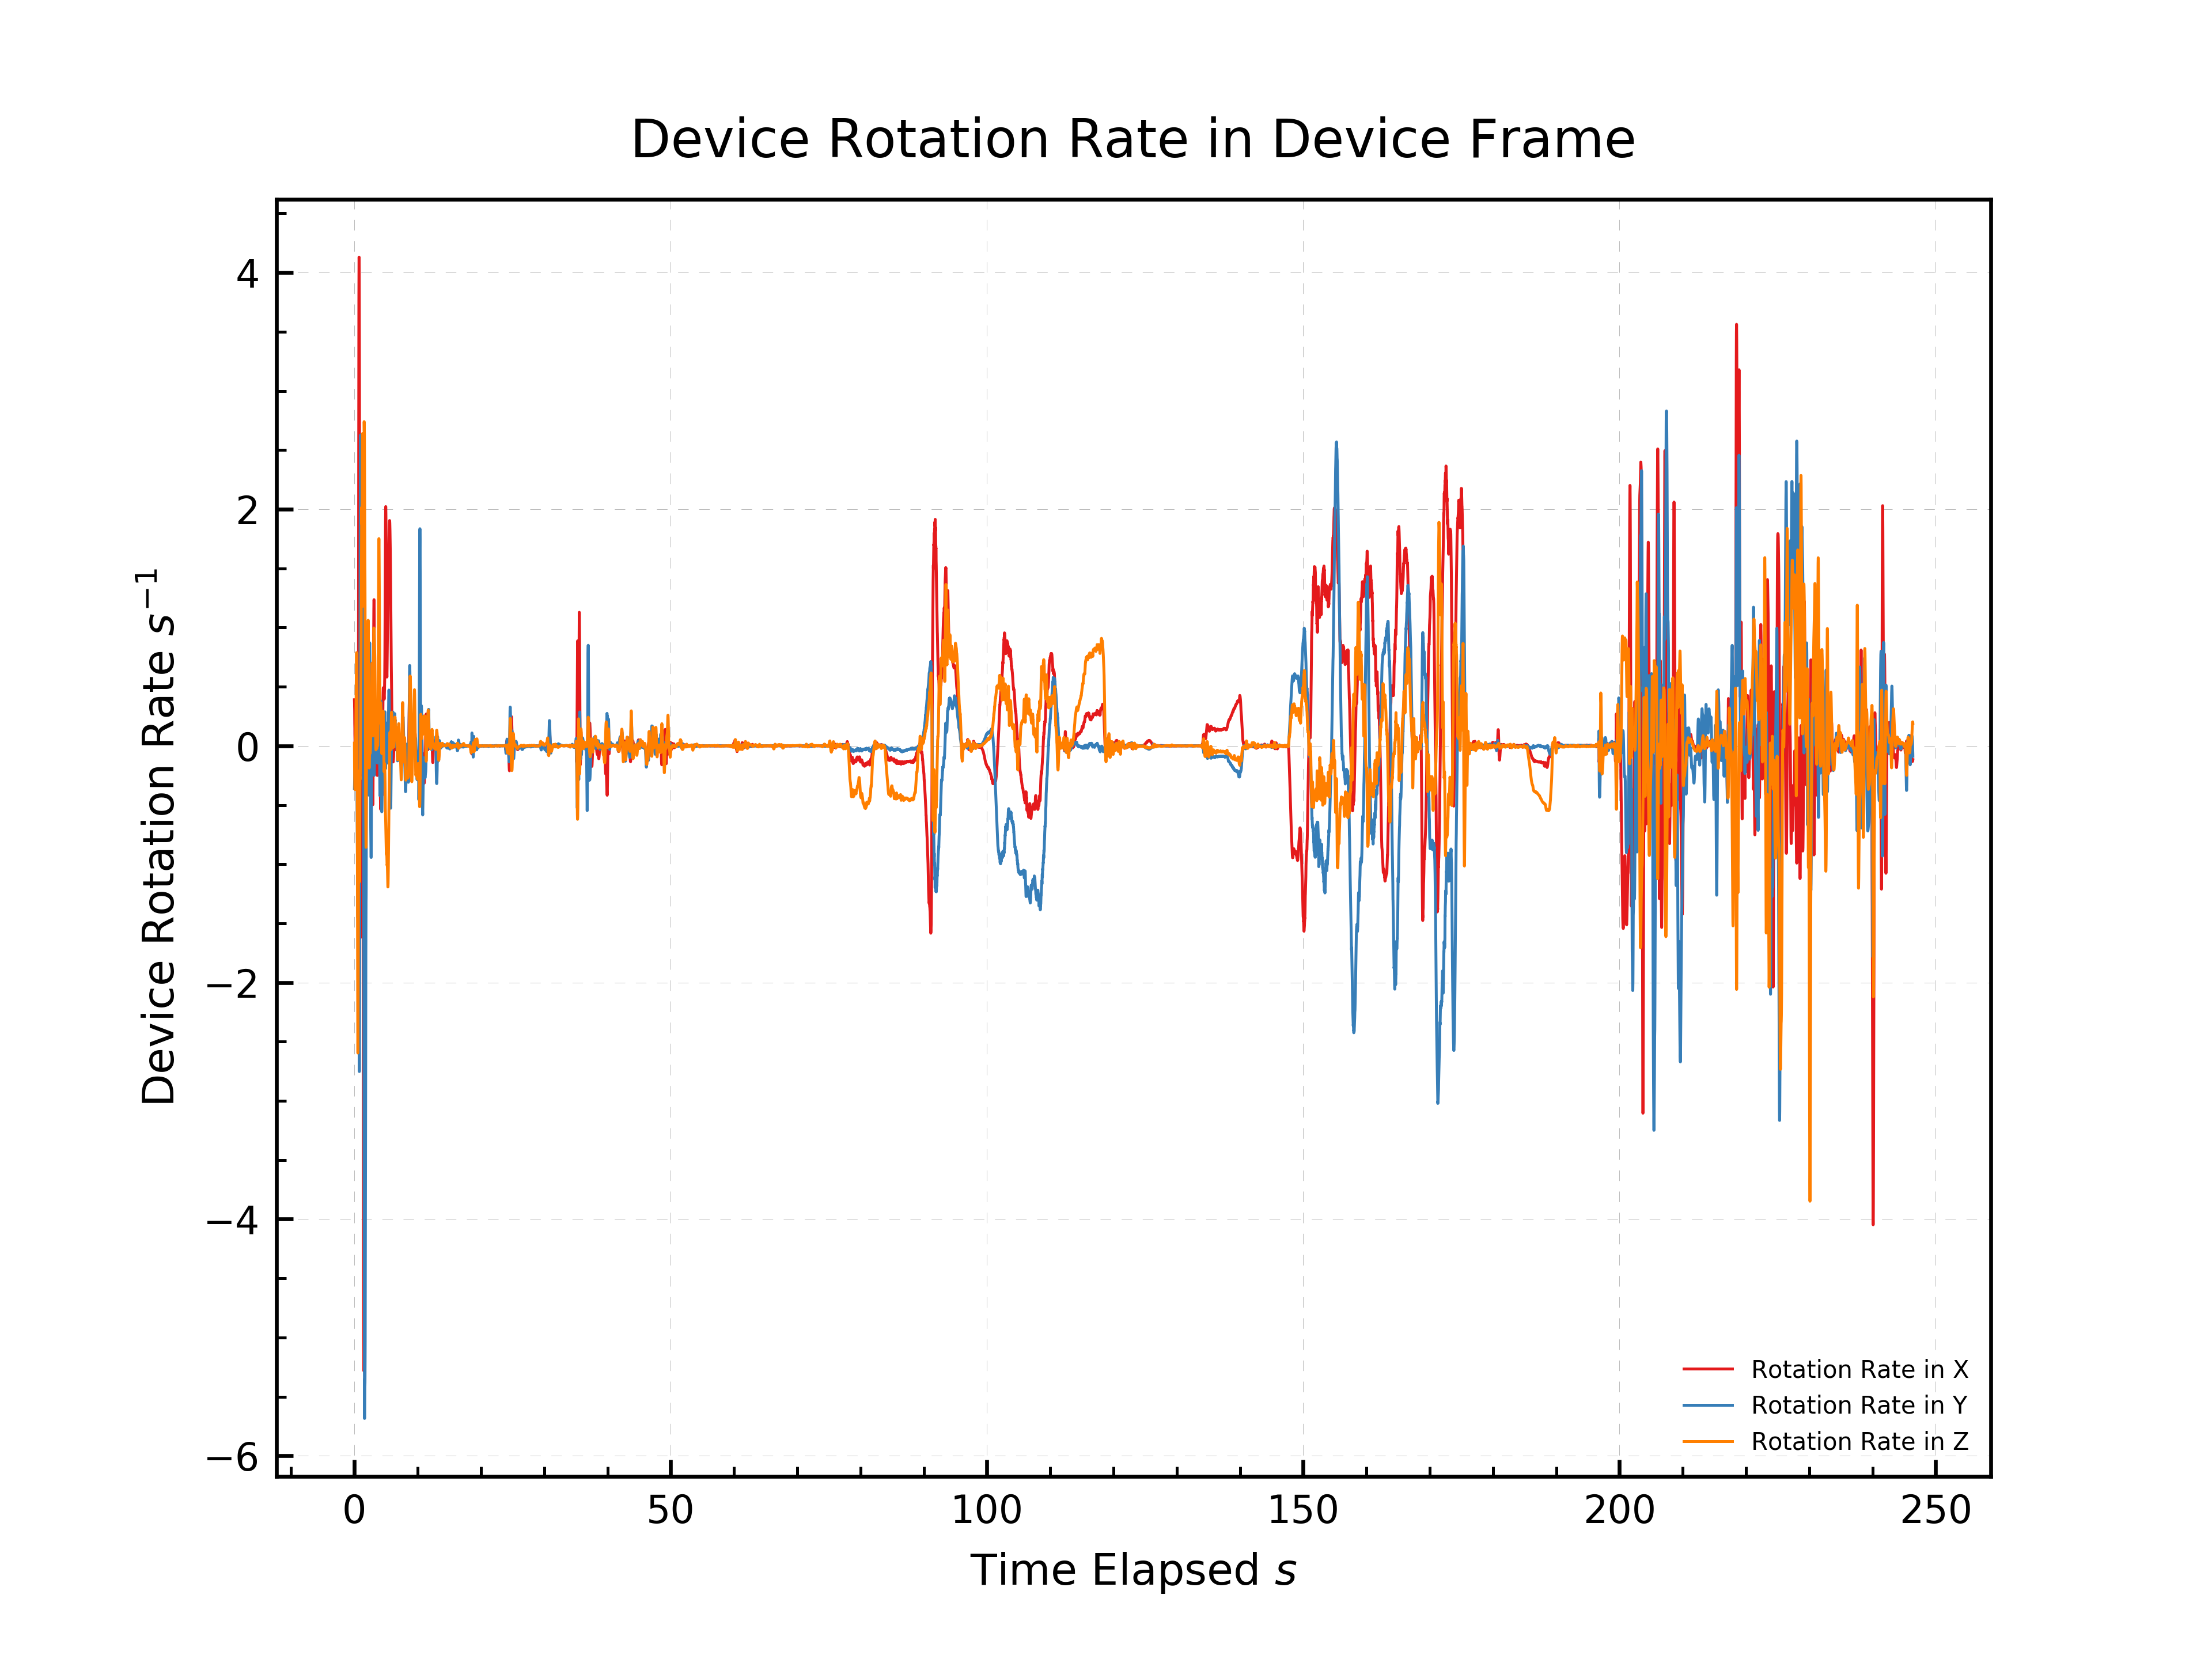 Device Rotation Rate in Device Frame
Device Rotation Rate s⁻¹
4
2
0
−2
−4
−6
Rotation Rate in X
Rotation Rate in Y
Rotation Rate in Z
0 50 100 150 200 250
Time Elapsed s